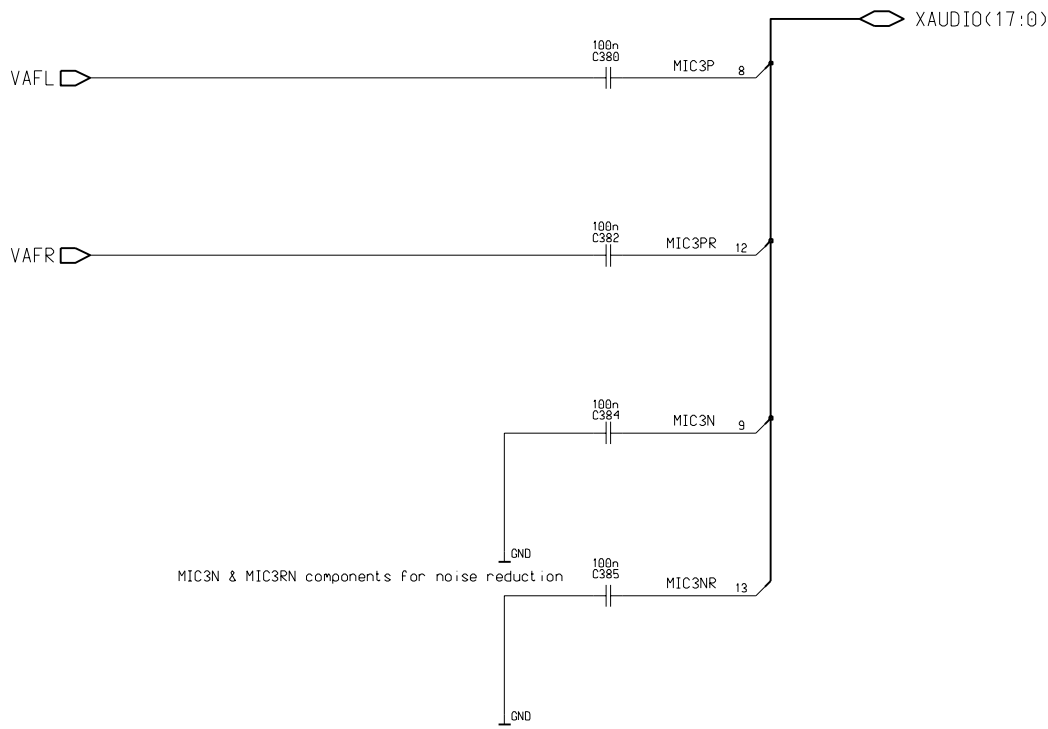 XAUDIO(17:0)
100n
C380
VAFL
MIC3P
8
100n
C382
VAFR
MIC3PR
12
100n
C384
MIC3N
9
GND
MIC3N & MIC3RN components for noise reduction
100n
C385
MIC3NR
13
GND